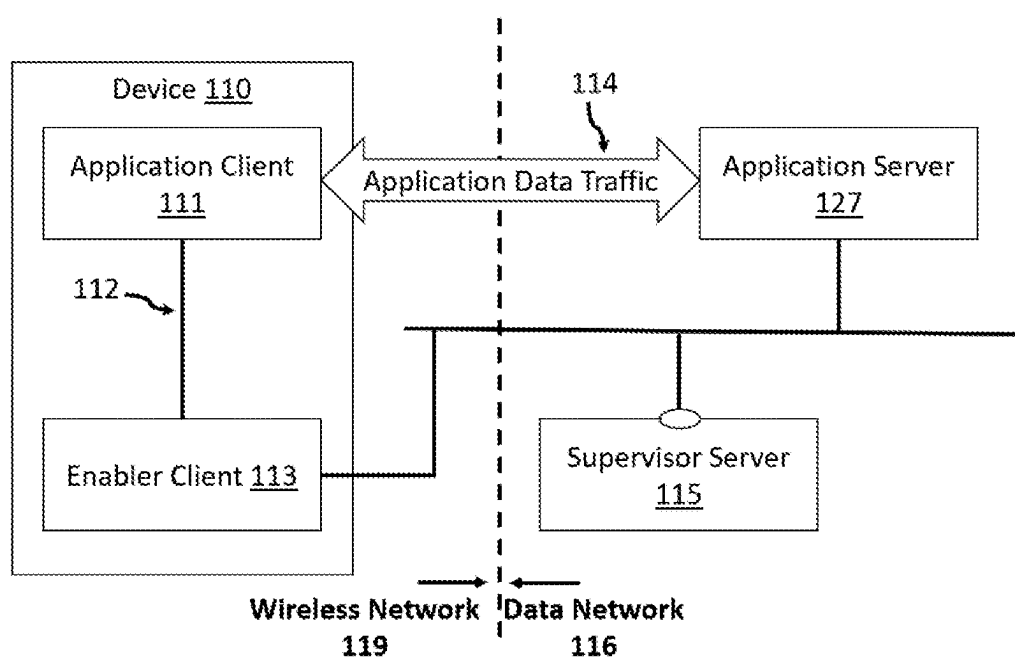 Device 110
114
Application Client
111
Application Data Traffic
Application Server
127
112
Enabler Client 113
Supervisor Server
115
Wireless Network
119
Data Network
116